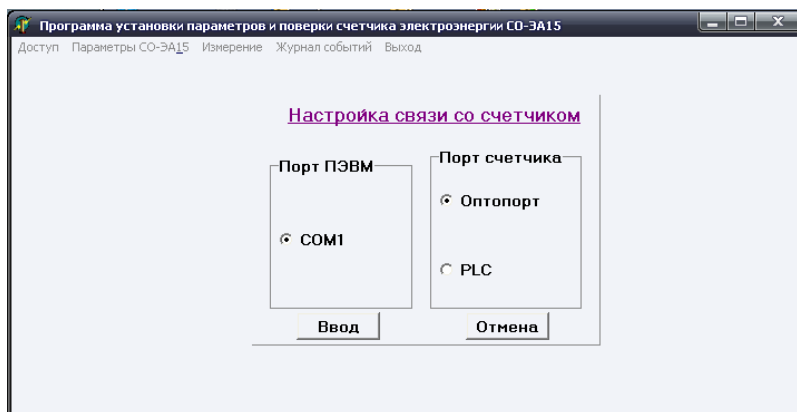 Программа установки параметров и поверки счетчика электроэнергии СО-ЭА15
Доступ Параметры СО-ЭА15 Измерение Журнал событий Выход
Настройка связи со счетчиком
Порт ПЭВМ
Порт счетчика
Оптопорт
COM1
PLC
Ввод
Отмена